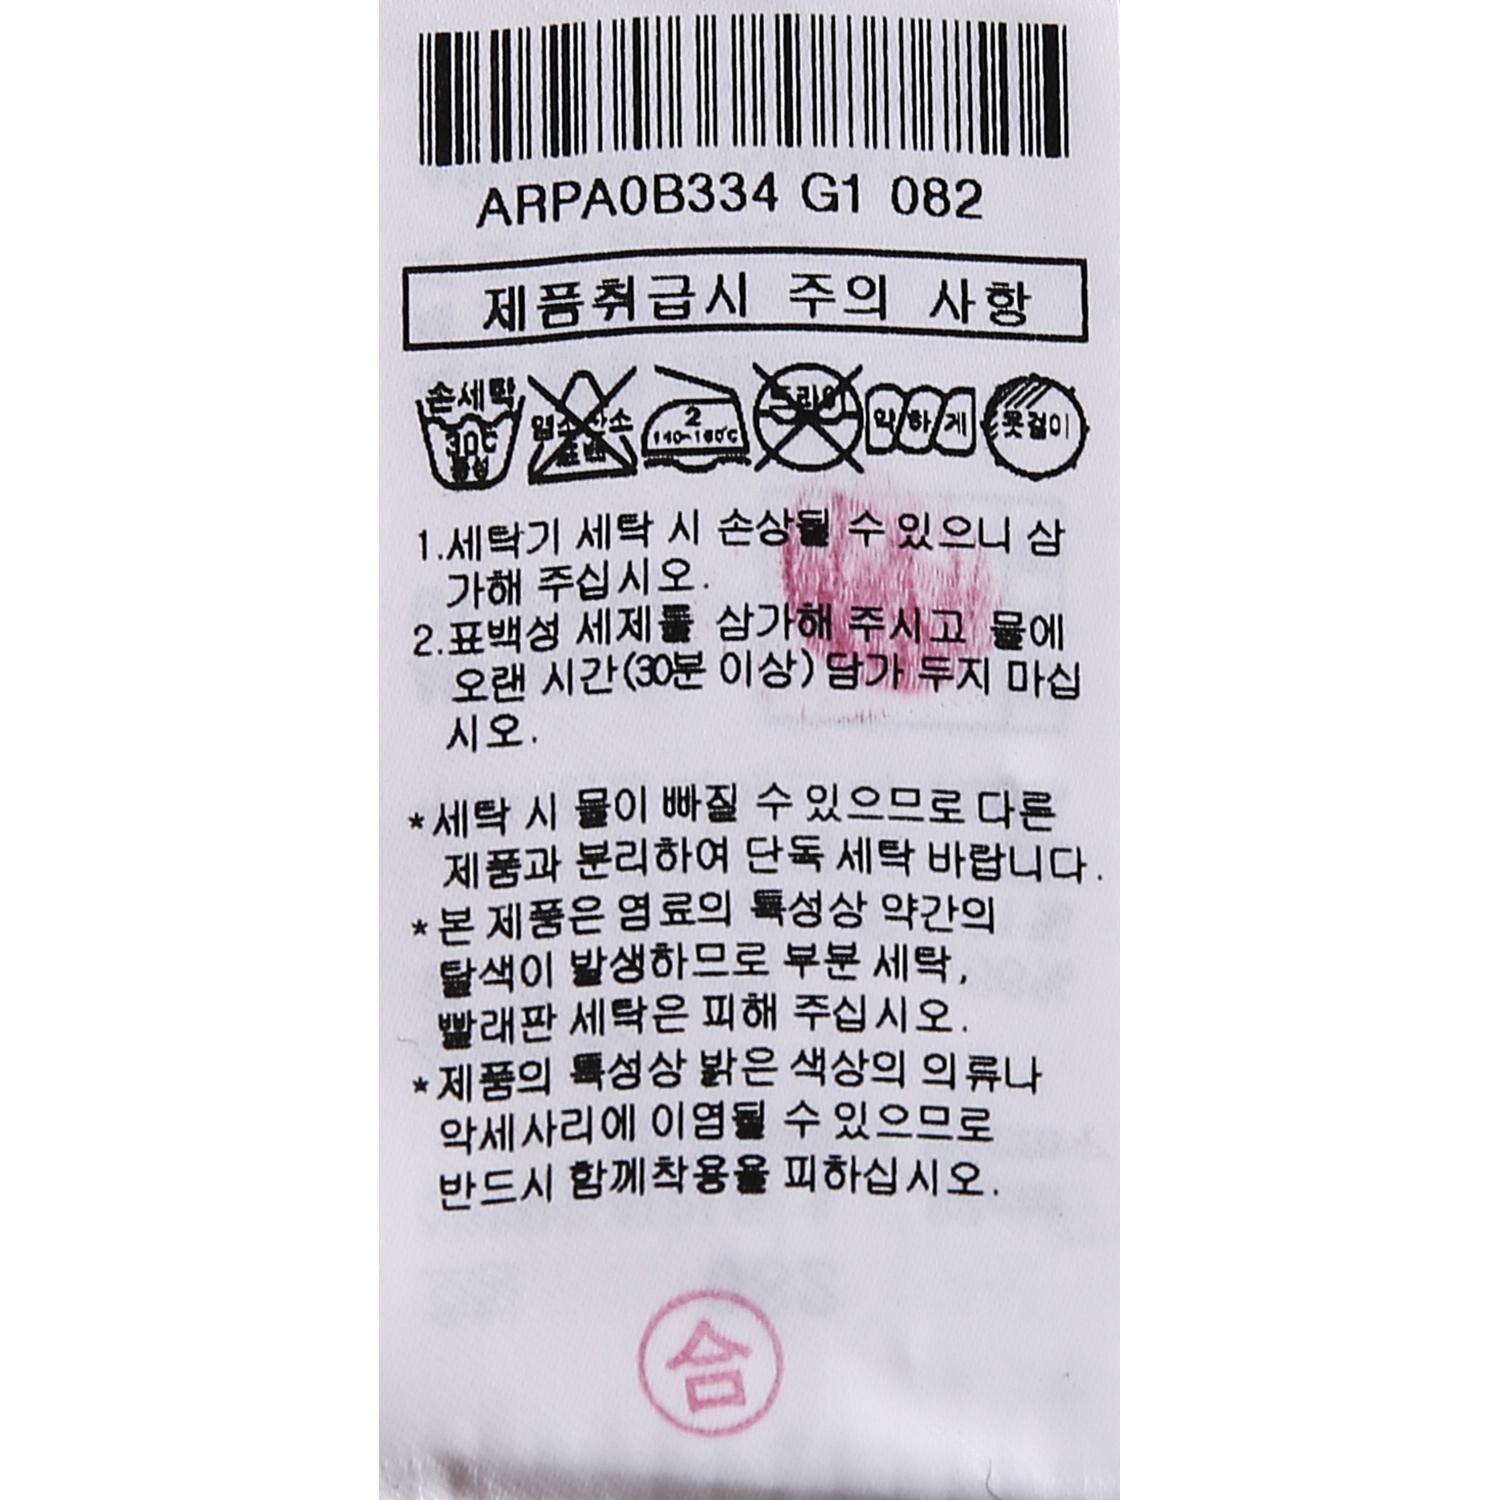 ARPA0B334 G1 082
제품취급시 주의 사항
손세탁 30℃ 중성
염소산소 표백
2 140~160℃
드라이
약하게
옷걸이
1.세탁기 세탁 시 손상될 수 있으니 삼
가해 주십시오.
2.표백성 세제를 삼가해 주시고 물에
오랜 시간(30분 이상) 담가 두지 마십
시오.
*세탁 시 물이 빠질 수 있으므로 다른
제품과 분리하여 단독 세탁 바랍니다.
*본 제품은 염료의 특성상 약간의
탈색이 발생하므로 부분 세탁,
빨래판 세탁은 피해 주십시오.
*제품의 특성상 밝은 색상의 의류나
악세사리에 이염될 수 있으므로
반드시 함께착용을 피하십시오.
合